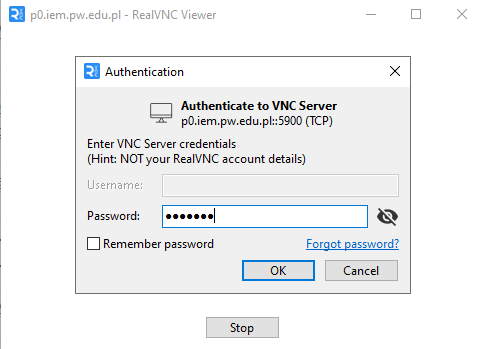 p0.iem.pw.edu.pl - RealVNC Viewer
Authentication
Authenticate to VNC Server
p0.iem.pw.edu.pl::5900 (TCP)
Enter VNC Server credentials
(Hint: NOT your RealVNC account details)
Username:
Password: •••••••
Remember password Forgot password?
OK Cancel
Stop